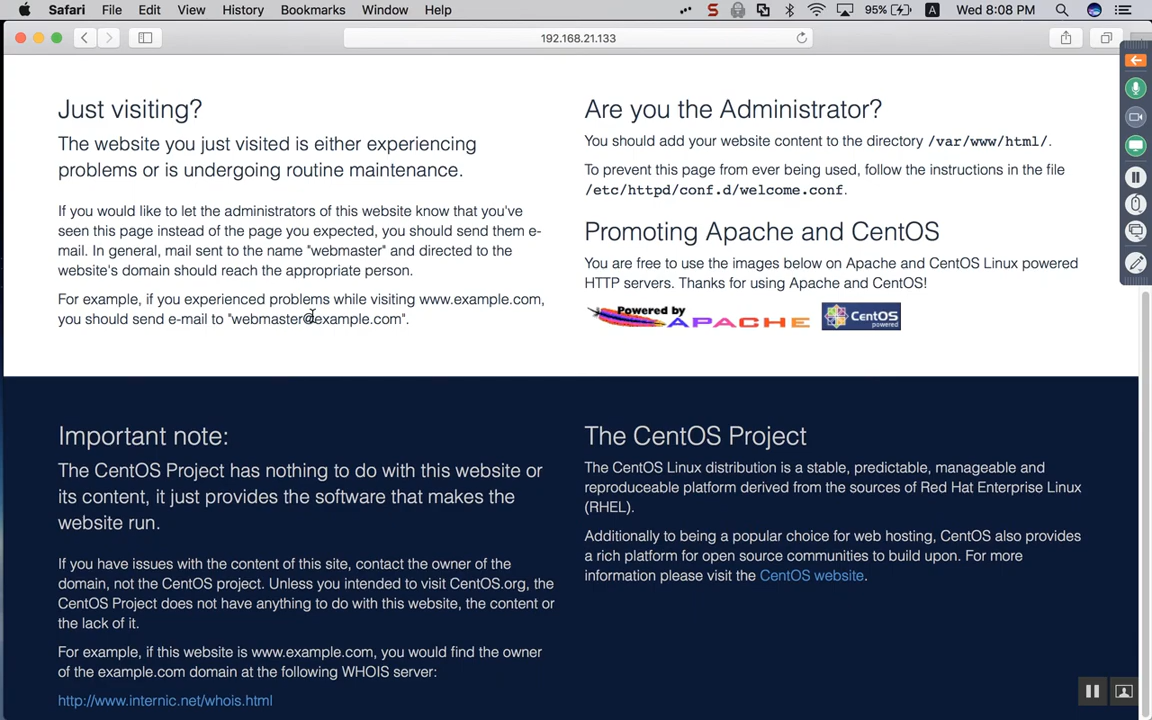 Safari File Edit View History Bookmarks Window Help
95% A Wed 8:08 PM
192.168.21.133
Just visiting?
The website you just visited is either experiencing
problems or is undergoing routine maintenance.
If you would like to let the administrators of this website know that you've
seen this page instead of the page you expected, you should send them e-
mail. In general, mail sent to the name "webmaster" and directed to the
website's domain should reach the appropriate person.
For example, if you experienced problems while visiting www.example.com,
you should send e-mail to "webmaster@example.com".
Are you the Administrator?
You should add your website content to the directory /var/www/html/.
To prevent this page from ever being used, follow the instructions in the file
/etc/httpd/conf.d/welcome.conf.
Promoting Apache and CentOS
You are free to use the images below on Apache and CentOS Linux powered
HTTP servers. Thanks for using Apache and CentOS!
Powered by
APACHE
CentOS
powered
Important note:
The CentOS Project has nothing to do with this website or
its content, it just provides the software that makes the
website run.
If you have issues with the content of this site, contact the owner of the
domain, not the CentOS project. Unless you intended to visit CentOS.org, the
CentOS Project does not have anything to do with this website, the content or
the lack of it.
For example, if this website is www.example.com, you would find the owner
of the example.com domain at the following WHOIS server:
http://www.internic.net/whois.html
The CentOS Project
The CentOS Linux distribution is a stable, predictable, manageable and
reproduceable platform derived from the sources of Red Hat Enterprise Linux
(RHEL).
Additionally to being a popular choice for web hosting, CentOS also provides
a rich platform for open source communities to build upon. For more
information please visit the CentOS website.